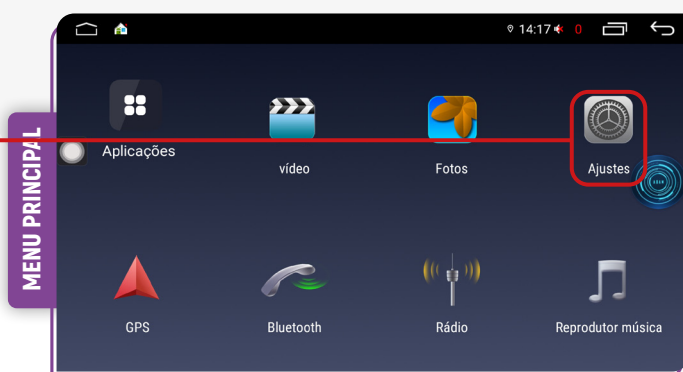 14:17 0
MENU PRINCIPAL
Aplicações
vídeo
Fotos
Ajustes
GPS
Bluetooth
Rádio
Reprodutor música